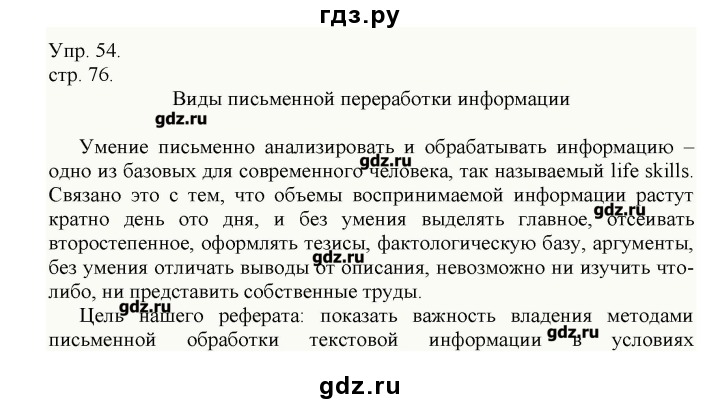 гдз.ру
Упр. 54.
стр. 76.
Виды письменной переработки информации
gdz.ru
Умение письменно анализировать и обрабатывать информацию –
gdz.ru
одно из базовых для современного человека, так называемый life skills.
Связано это с тем, что объемы воспринимаемой информации растут
gdz.ru
кратно день ото дня, и без умения выделять главное, отсеивать
второстепенное, оформлять тезисы, фактологическую базу, аргументы,
gdz.ru
без умения отличать выводы от описания, невозможно ни изучить что-
либо, ни представить собственные труды.
gdz.ru
Цель нашего реферата: показать важность владения методами
gdz.ru
письменной обработки текстовой информации в условиях
gdz.ru